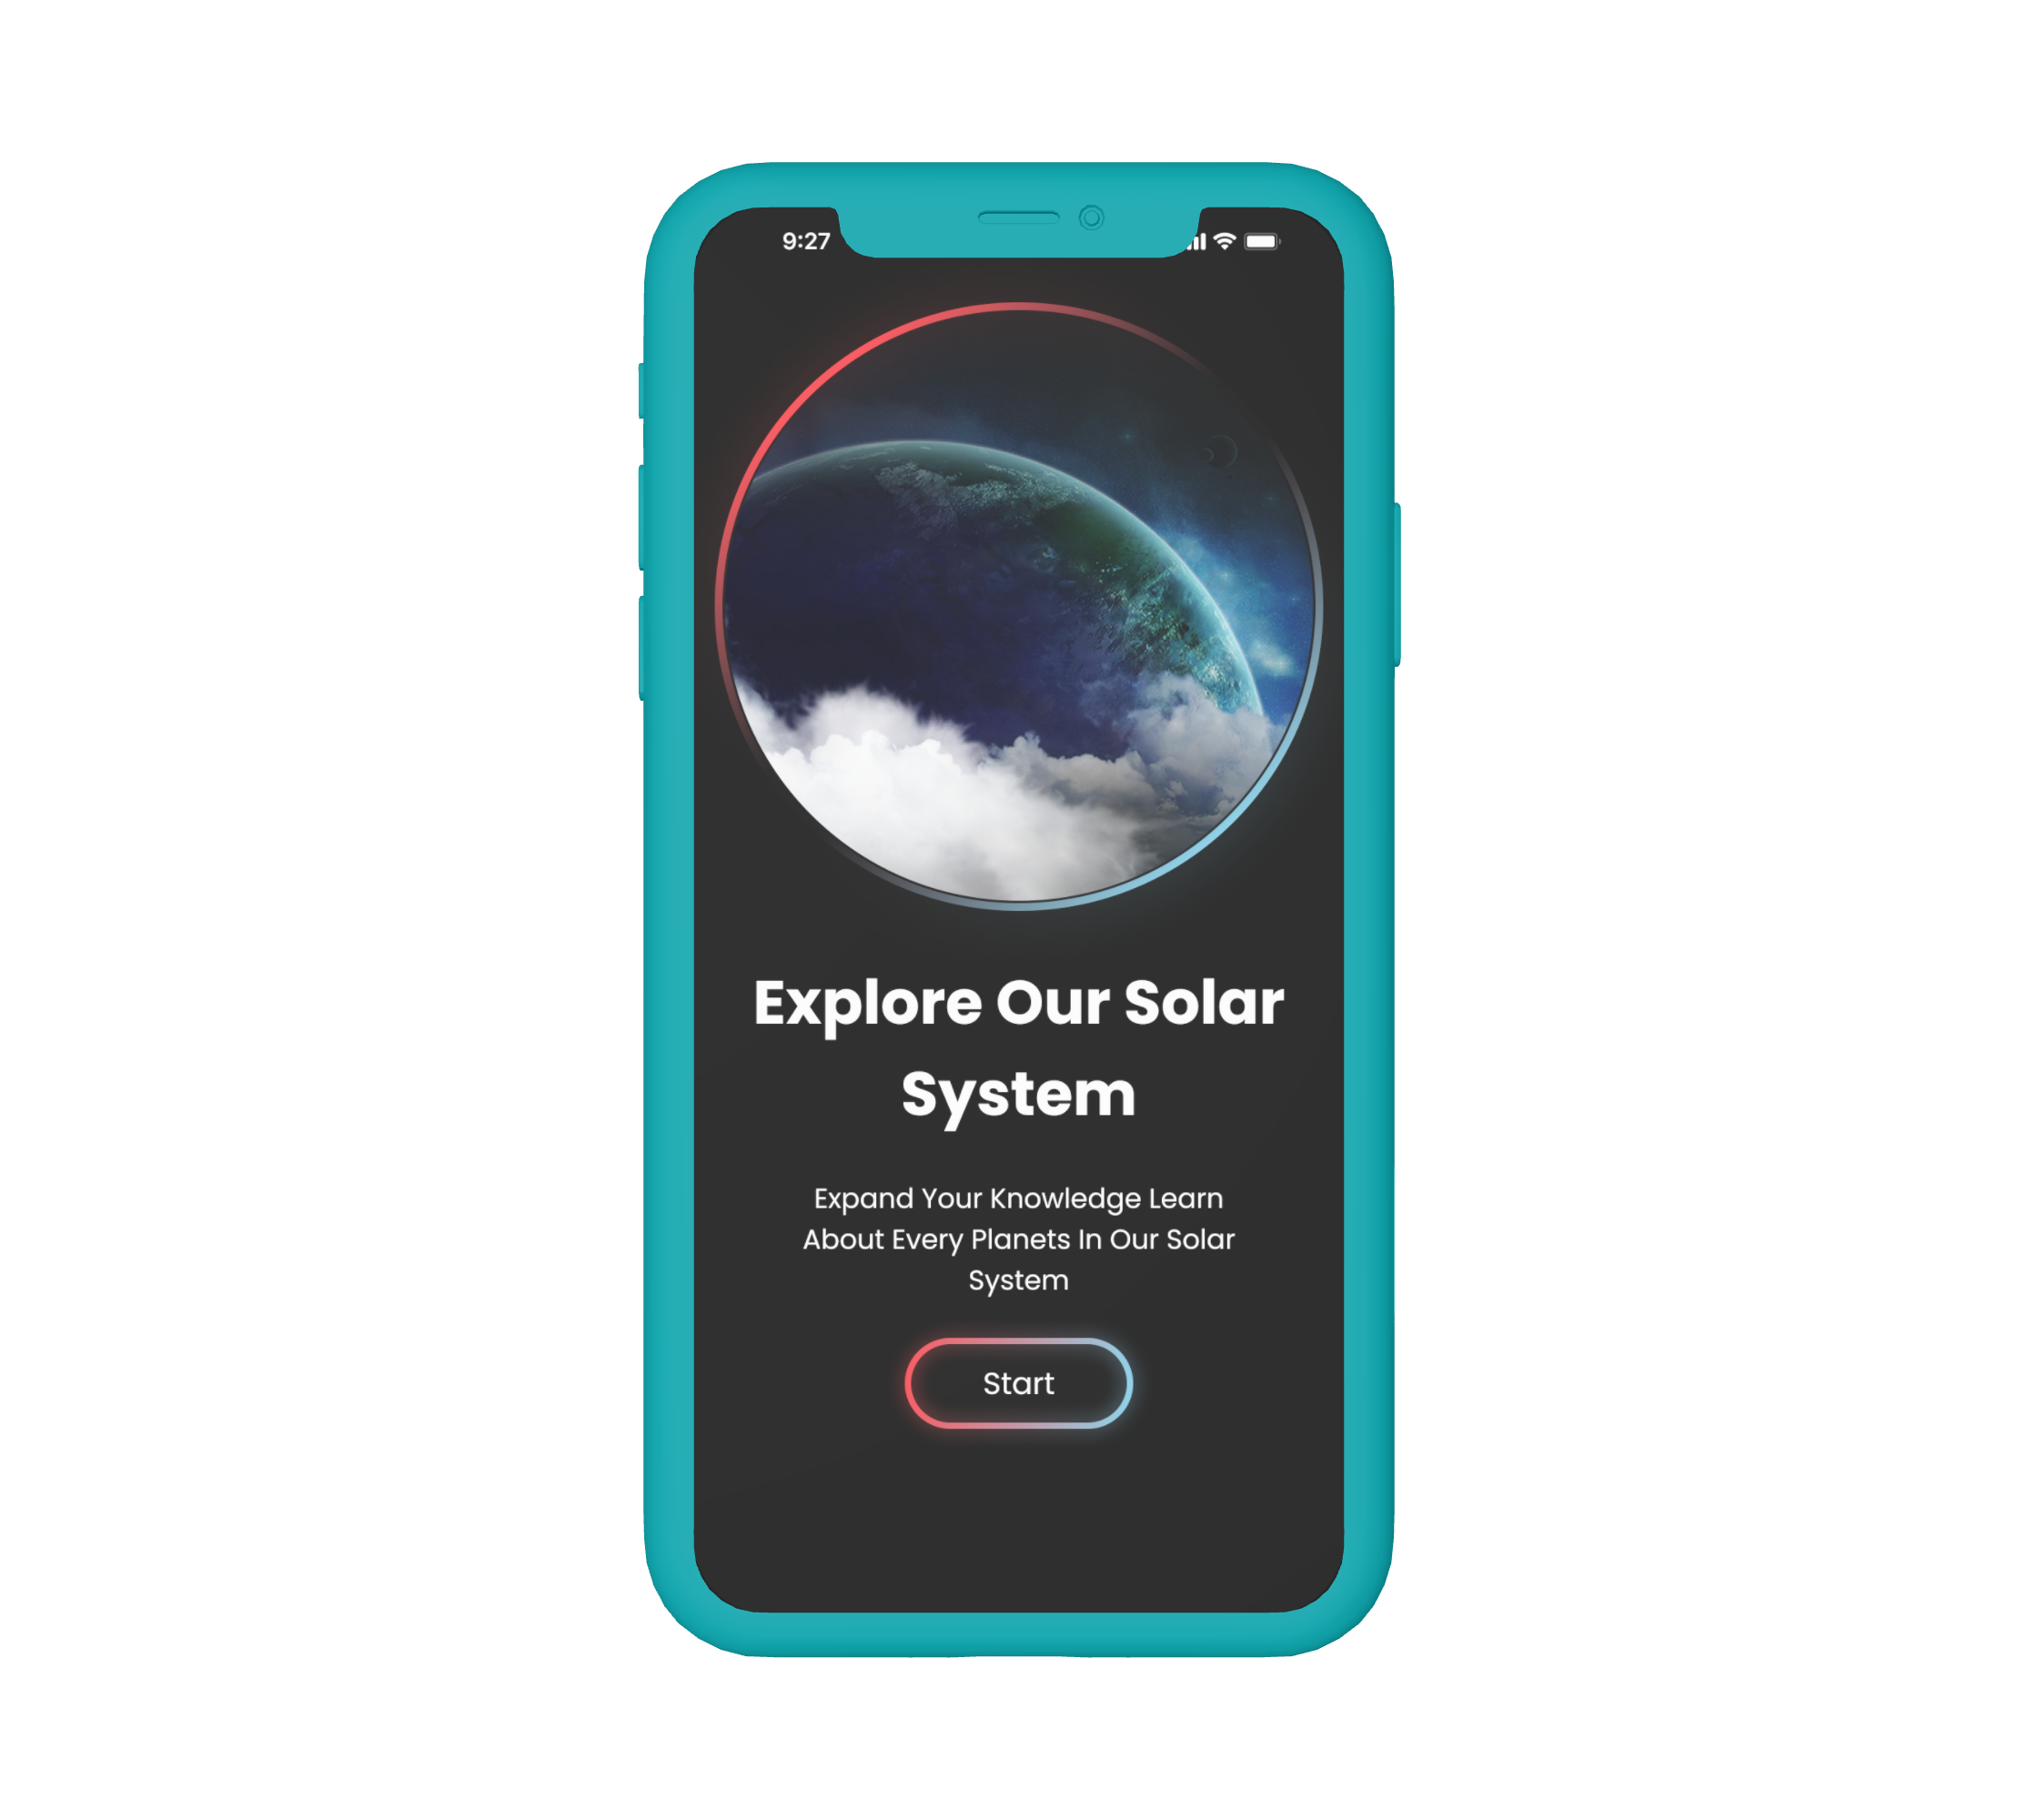 9:27
Explore Our Solar
System
Expand Your Knowledge Learn
About Every Planets In Our Solar
System
Start